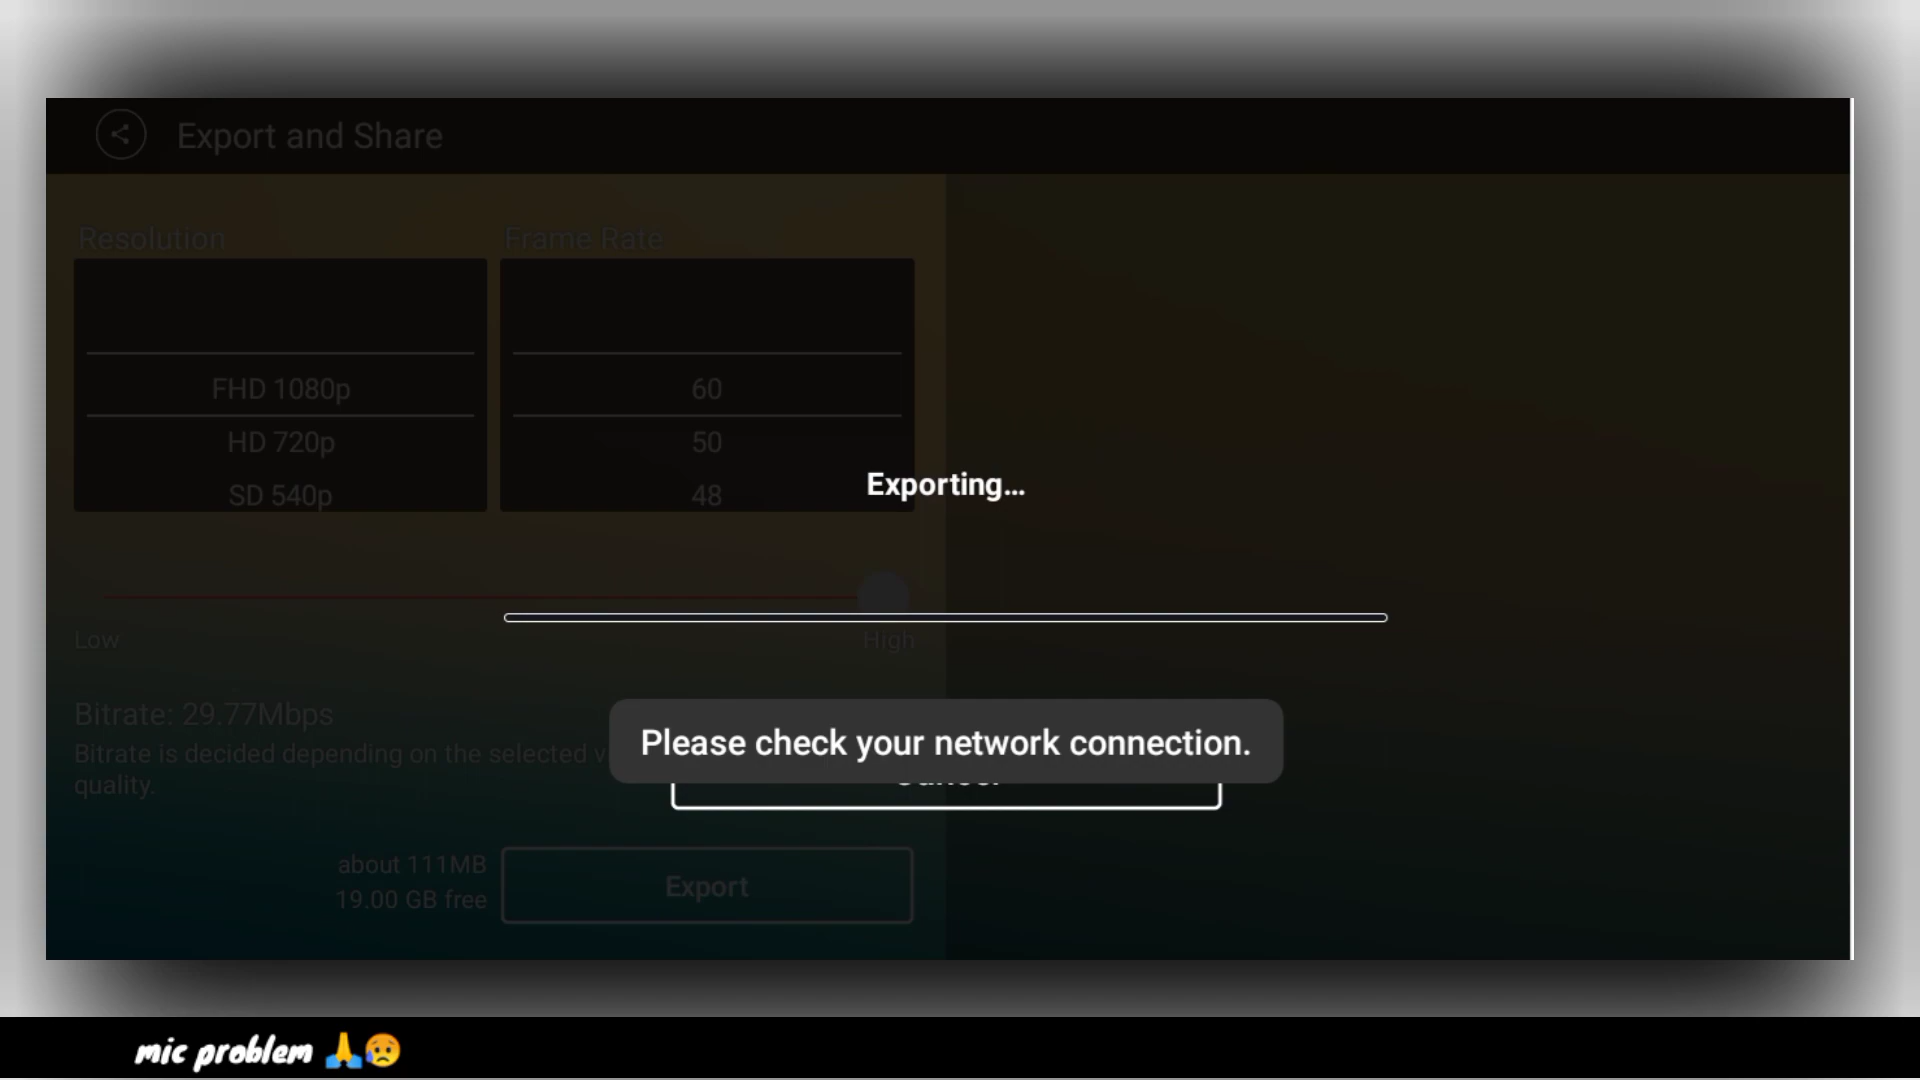 Export and Share
Resolution
Frame Rate
FHD 1080p
HD 720p
SD 540p
60
50
48
Exporting...
Low
High
Bitrate: 29.77Mbps
Bitrate is decided depending on the selected v
quality.
Please check your network connection.
Cancel
about 111MB
19.00 GB free
Export
mic problem 🙏😥